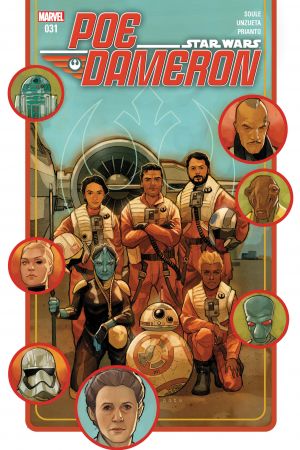 MARVEL
031
POE
STAR WARS
DAMERON
SOULE
UNZUETA
PRIANTO